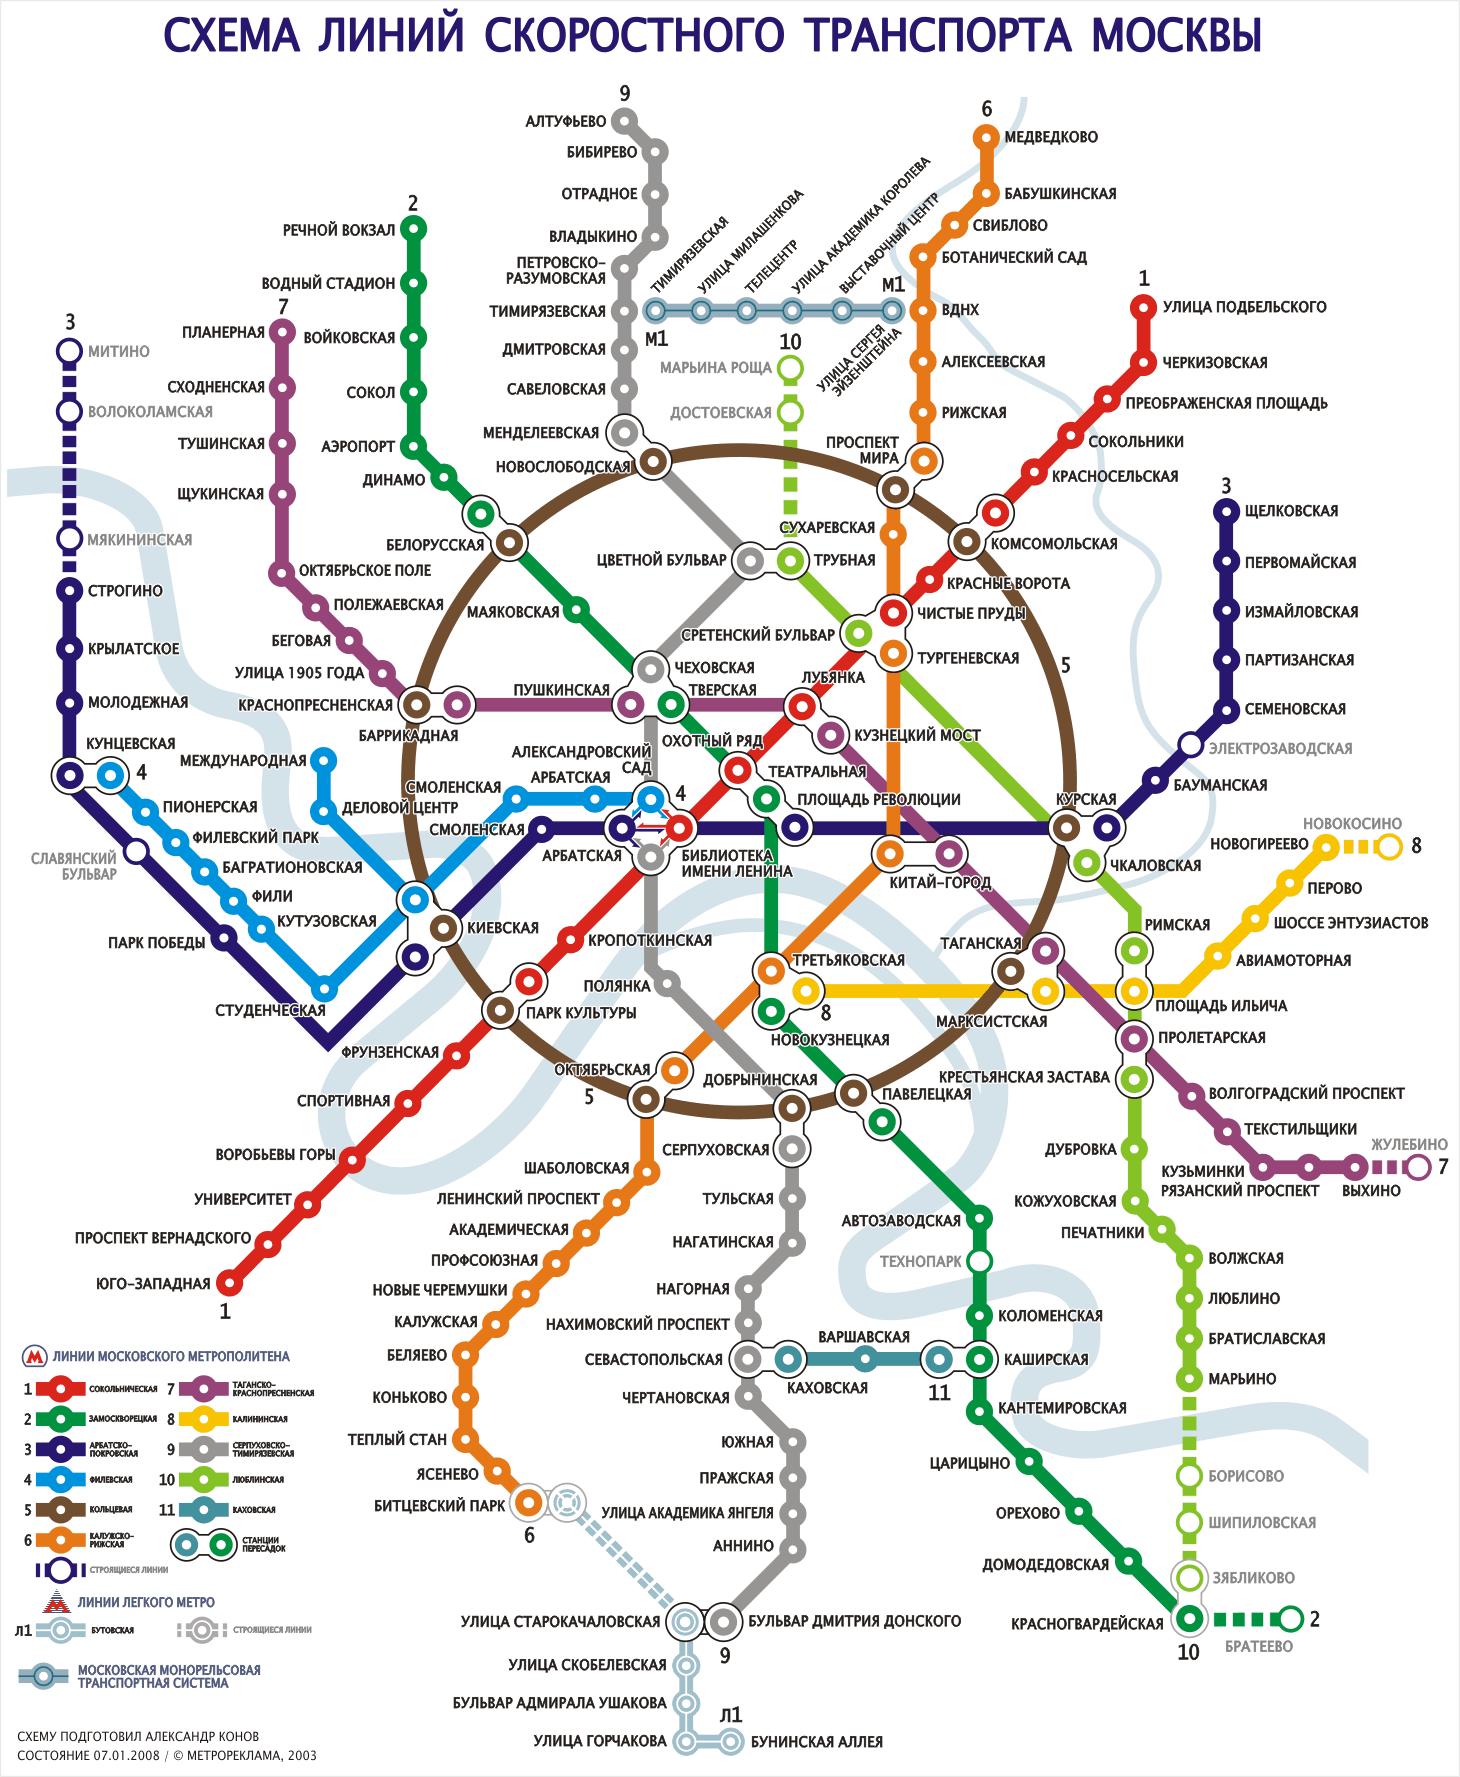 СХЕМА ЛИНИЙ СКОРОСТНОГО ТРАНСПОРТА МОСКВЫ
9
АЛТУФЬЕВО
БИБИРЕВО
ОТРАДНОЕ
ВЛАДЫКИНО
ПЕТРОВСКО-
РАЗУМОВСКАЯ
ТИМИРЯЗЕВСКАЯ
ДМИТРОВСКАЯ
САВЕЛОВСКАЯ
МЕНДЕЛЕЕВСКАЯ
НОВОСЛОБОДСКАЯ
6
МЕДВЕДКОВО
БАБУШКИНСКАЯ
СВИБЛОВО
БОТАНИЧЕСКИЙ САД
ВДНХ
АЛЕКСЕЕВСКАЯ
РИЖСКАЯ
ПРОСПЕКТ
МИРА
СУХАРЕВСКАЯ
ТИМИРЯЗЕВСКАЯ
УЛИЦА МИЛАШЕНКОВА
ТЕЛЕЦЕНТР
УЛИЦА АКАДЕМИКА КОРОЛЕВА
ВЫСТАВОЧНЫЙ ЦЕНТР
М1
М1
УЛИЦА СЕРГЕЯ
ЭЙЗЕНШТЕЙНА
10
МАРЬИНА РОЩА
ДОСТОЕВСКАЯ
2
РЕЧНОЙ ВОКЗАЛ
ВОДНЫЙ СТАДИОН
ВОЙКОВСКАЯ
СОКОЛ
АЭРОПОРТ
ДИНАМО
БЕЛОРУССКАЯ
МАЯКОВСКАЯ
7
ПЛАНЕРНАЯ
СХОДНЕНСКАЯ
ТУШИНСКАЯ
ЩУКИНСКАЯ
ОКТЯБРЬСКОЕ ПОЛЕ
ПОЛЕЖАЕВСКАЯ
БЕГОВАЯ
УЛИЦА 1905 ГОДА
КРАСНОПРЕСНЕНСКАЯ
БАРРИКАДНАЯ
3
МИТИНО
ВОЛОКОЛАМСКАЯ
МЯКИНИНСКАЯ
СТРОГИНО
КРЫЛАТСКОЕ
МОЛОДЕЖНАЯ
КУНЦЕВСКАЯ
4
ПИОНЕРСКАЯ
ФИЛЕВСКИЙ ПАРК
БАГРАТИОНОВСКАЯ
ФИЛИ
КУТУЗОВСКАЯ
СТУДЕНЧЕСКАЯ
СЛАВЯНСКИЙ
БУЛЬВАР
ПАРК ПОБЕДЫ
МЕЖДУНАРОДНАЯ
ДЕЛОВОЙ ЦЕНТР
СМОЛЕНСКАЯ
АРБАТСКАЯ
АЛЕКСАНДРОВСКИЙ
САД
4
СМОЛЕНСКАЯ
АРБАТСКАЯ
БИБЛИОТЕКА
ИМЕНИ ЛЕНИНА
КИЕВСКАЯ
1
УЛИЦА ПОДБЕЛЬСКОГО
ЧЕРКИЗОВСКАЯ
ПРЕОБРАЖЕНСКАЯ ПЛОЩАДЬ
СОКОЛЬНИКИ
КРАСНОСЕЛЬСКАЯ
КОМСОМОЛЬСКАЯ
КРАСНЫЕ ВОРОТА
ЧИСТЫЕ ПРУДЫ
ТУРГЕНЕВСКАЯ
ЦВЕТНОЙ БУЛЬВАР
ТРУБНАЯ
СРЕТЕНСКИЙ БУЛЬВАР
ЧЕХОВСКАЯ
ПУШКИНСКАЯ
ТВЕРСКАЯ
ЛУБЯНКА
КУЗНЕЦКИЙ МОСТ
ОХОТНЫЙ РЯД
ТЕАТРАЛЬНАЯ
ПЛОЩАДЬ РЕВОЛЮЦИИ
5
3
ЩЕЛКОВСКАЯ
ПЕРВОМАЙСКАЯ
ИЗМАЙЛОВСКАЯ
ПАРТИЗАНСКАЯ
СЕМЕНОВСКАЯ
ЭЛЕКТРОЗАВОДСКАЯ
БАУМАНСКАЯ
КУРСКАЯ
ЧКАЛОВСКАЯ
НОВОКОСИНО
8
НОВОГИРЕЕВО
ПЕРОВО
ШОССЕ ЭНТУЗИАСТОВ
АВИАМОТОРНАЯ
РИМСКАЯ
ПЛОЩАДЬ ИЛЬИЧА
КИТАЙ-ГОРОД
ТАГАНСКАЯ
МАРКСИСТСКАЯ
ПРОЛЕТАРСКАЯ
КРЕСТЬЯНСКАЯ ЗАСТАВА
ВОЛГОГРАДСКИЙ ПРОСПЕКТ
ТЕКСТИЛЬЩИКИ
КУЗЬМИНКИ
РЯЗАНСКИЙ ПРОСПЕКТ
ВЫХИНО
ЖУЛЕБИНО
7
ДУБРОВКА
КОЖУХОВСКАЯ
ПЕЧАТНИКИ
ВОЛЖСКАЯ
ЛЮБЛИНО
БРАТИСЛАВСКАЯ
МАРЬИНО
БОРИСОВО
ШИПИЛОВСКАЯ
ЗЯБЛИКОВО
КРАСНОГВАРДЕЙСКАЯ
10
2
БРАТЕЕВО
КРОПОТКИНСКАЯ
ПАРК КУЛЬТУРЫ
ФРУНЗЕНСКАЯ
СПОРТИВНАЯ
ВОРОБЬЕВЫ ГОРЫ
УНИВЕРСИТЕТ
ПРОСПЕКТ ВЕРНАДСКОГО
ЮГО-ЗАПАДНАЯ
1
ПОЛЯНКА
ТРЕТЬЯКОВСКАЯ
8
НОВОКУЗНЕЦКАЯ
ОКТЯБРЬСКАЯ
5
ДОБРЫНИНСКАЯ
ПАВЕЛЕЦКАЯ
СЕРПУХОВСКАЯ
ТУЛЬСКАЯ
НАГАТИНСКАЯ
НАГОРНАЯ
НАХИМОВСКИЙ ПРОСПЕКТ
СЕВАСТОПОЛЬСКАЯ
ЧЕРТАНОВСКАЯ
ЮЖНАЯ
ПРАЖСКАЯ
УЛИЦА АКАДЕМИКА ЯНГЕЛЯ
АННИНО
БУЛЬВАР ДМИТРИЯ ДОНСКОГО
9
АВТОЗАВОДСКАЯ
ТЕХНОПАРК
КОЛОМЕНСКАЯ
КАШИРСКАЯ
ВАРШАВСКАЯ
КАХОВСКАЯ
11
КАНТЕМИРОВСКАЯ
ЦАРИЦЫНО
ОРЕХОВО
ДОМОДЕДОВСКАЯ
ШАБОЛОВСКАЯ
ЛЕНИНСКИЙ ПРОСПЕКТ
АКАДЕМИЧЕСКАЯ
ПРОФСОЮЗНАЯ
НОВЫЕ ЧЕРЕМУШКИ
КАЛУЖСКАЯ
БЕЛЯЕВО
КОНЬКОВО
ТЕПЛЫЙ СТАН
ЯСЕНЕВО
БИТЦЕВСКИЙ ПАРК
6
УЛИЦА СТАРОКАЧАЛОВСКАЯ
УЛИЦА СКОБЕЛЕВСКАЯ
БУЛЬВАР АДМИРАЛА УШАКОВА
УЛИЦА ГОРЧАКОВА
Л1
БУНИНСКАЯ АЛЛЕЯ
М ЛИНИИ МОСКОВСКОГО МЕТРОПОЛИТЕНА
1 СОКОЛЬНИЧЕСКАЯ
2 ЗАМОСКВОРЕЦКАЯ
3 АРБАТСКО-
ПОКРОВСКАЯ
4 ФИЛЕВСКАЯ
5 КОЛЬЦЕВАЯ
6 КАЛУЖСКО-
РИЖСКАЯ
7 ТАГАНСКО-
КРАСНОПРЕСНЕНСКАЯ
8 КАЛИНИНСКАЯ
9 СЕРПУХОВСКО-
ТИМИРЯЗЕВСКАЯ
10 ЛЮБЛИНСКАЯ
11 КАХОВСКАЯ
СТАНЦИИ
ПЕРЕСАДОК
СТРОЯЩИЕСЯ ЛИНИИ
М ЛИНИИ ЛЕГКОГО МЕТРО
Л1 БУТОВСКАЯ
СТРОЯЩИЕСЯ ЛИНИИ
МОСКОВСКАЯ МОНОРЕЛЬСОВАЯ
ТРАНСПОРТНАЯ СИСТЕМА
СХЕМУ ПОДГОТОВИЛ АЛЕКСАНДР КОНОВ
СОСТОЯНИЕ 07.01.2008 / © МЕТРОРЕКЛАМА, 2003